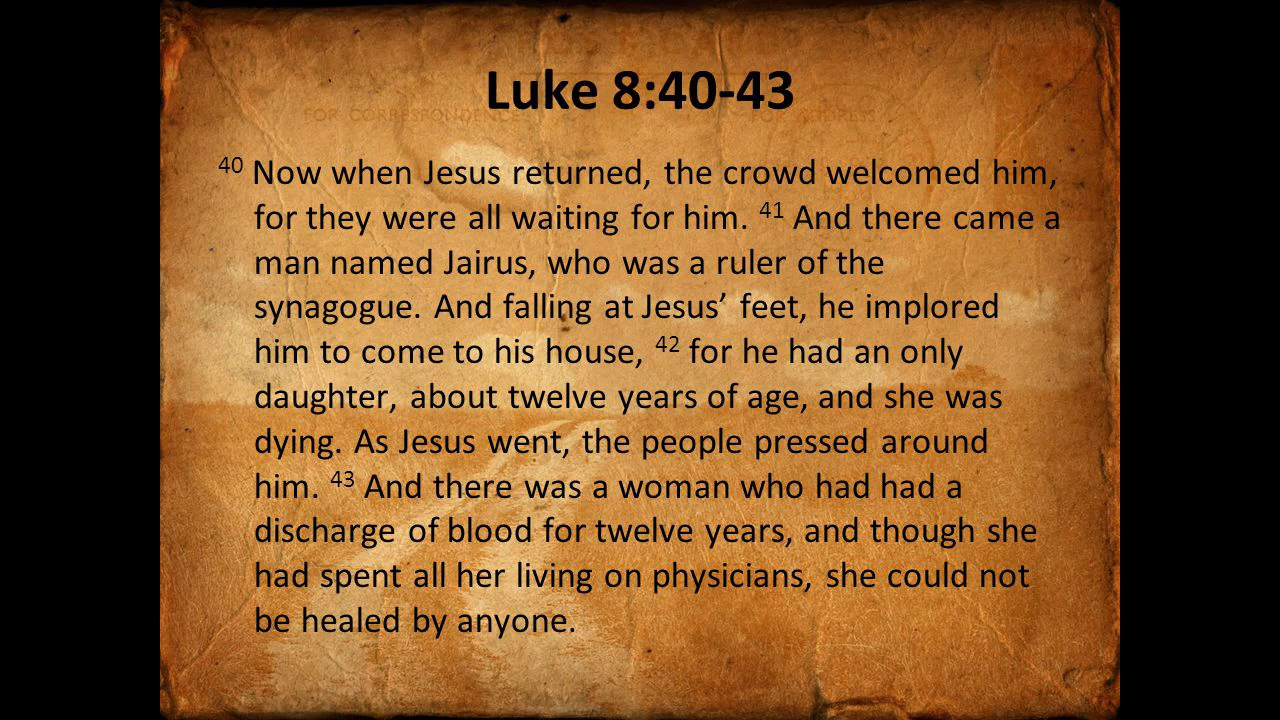 Luke 8:40-43
FOR CORRESPONDENCE
FOR ADDRESS
40 Now when Jesus returned, the crowd welcomed him,
for they were all waiting for him. 41 And there came a
man named Jairus, who was a ruler of the
synagogue. And falling at Jesus’ feet, he implored
him to come to his house, 42 for he had an only
daughter, about twelve years of age, and she was
dying. As Jesus went, the people pressed around
him. 43 And there was a woman who had had a
discharge of blood for twelve years, and though she
had spent all her living on physicians, she could not
be healed by anyone.